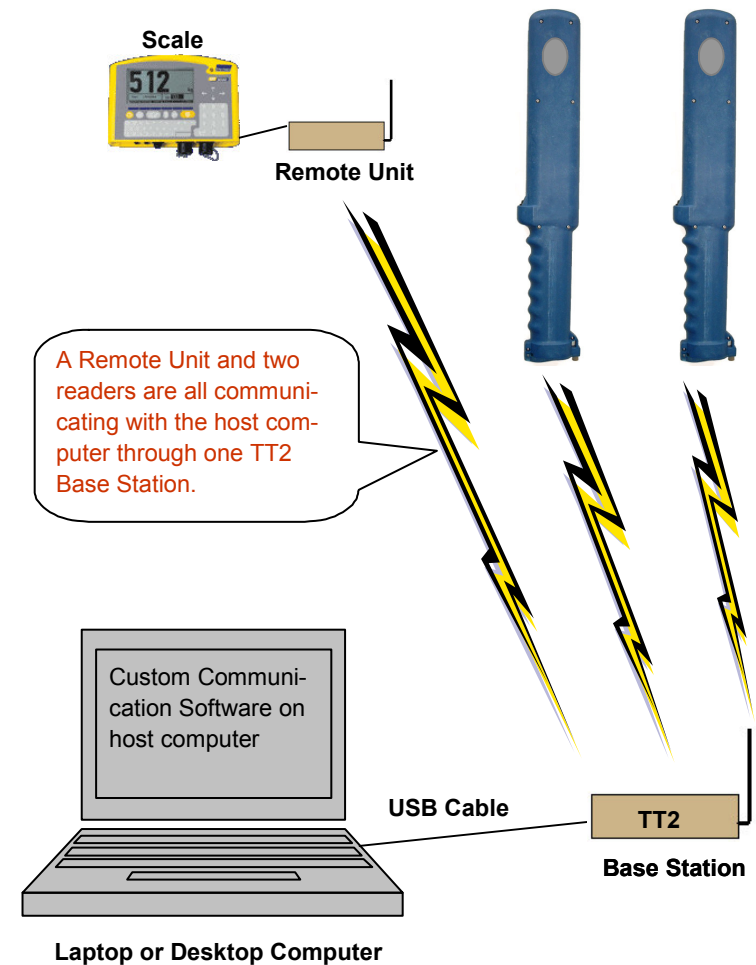 Scale
512
Remote Unit
A Remote Unit and two
readers are all communi-
cating with the host com-
puter through one TT2
Base Station.
Custom Communi-
cation Software on
host computer
USB Cable
TT2
Base Station
Laptop or Desktop Computer